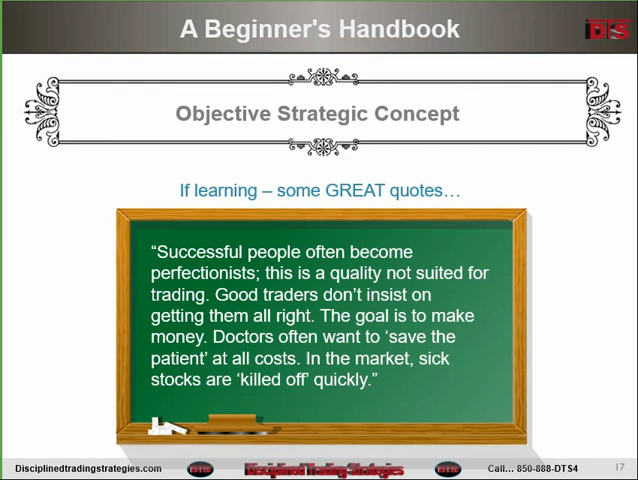 A Beginner's Handbook
iDTS
Objective Strategic Concept
If learning – some GREAT quotes…
“Successful people often become
perfectionists; this is a quality not suited for
trading. Good traders don’t insist on
getting them all right. The goal is to make
money. Doctors often want to ‘save the
patient’ at all costs. In the market, sick
stocks are ‘killed off’ quickly.”
Disciplinedtradingstrategies.com
Disciplined Trading Strategies
Call… 850-888-DTS4
17